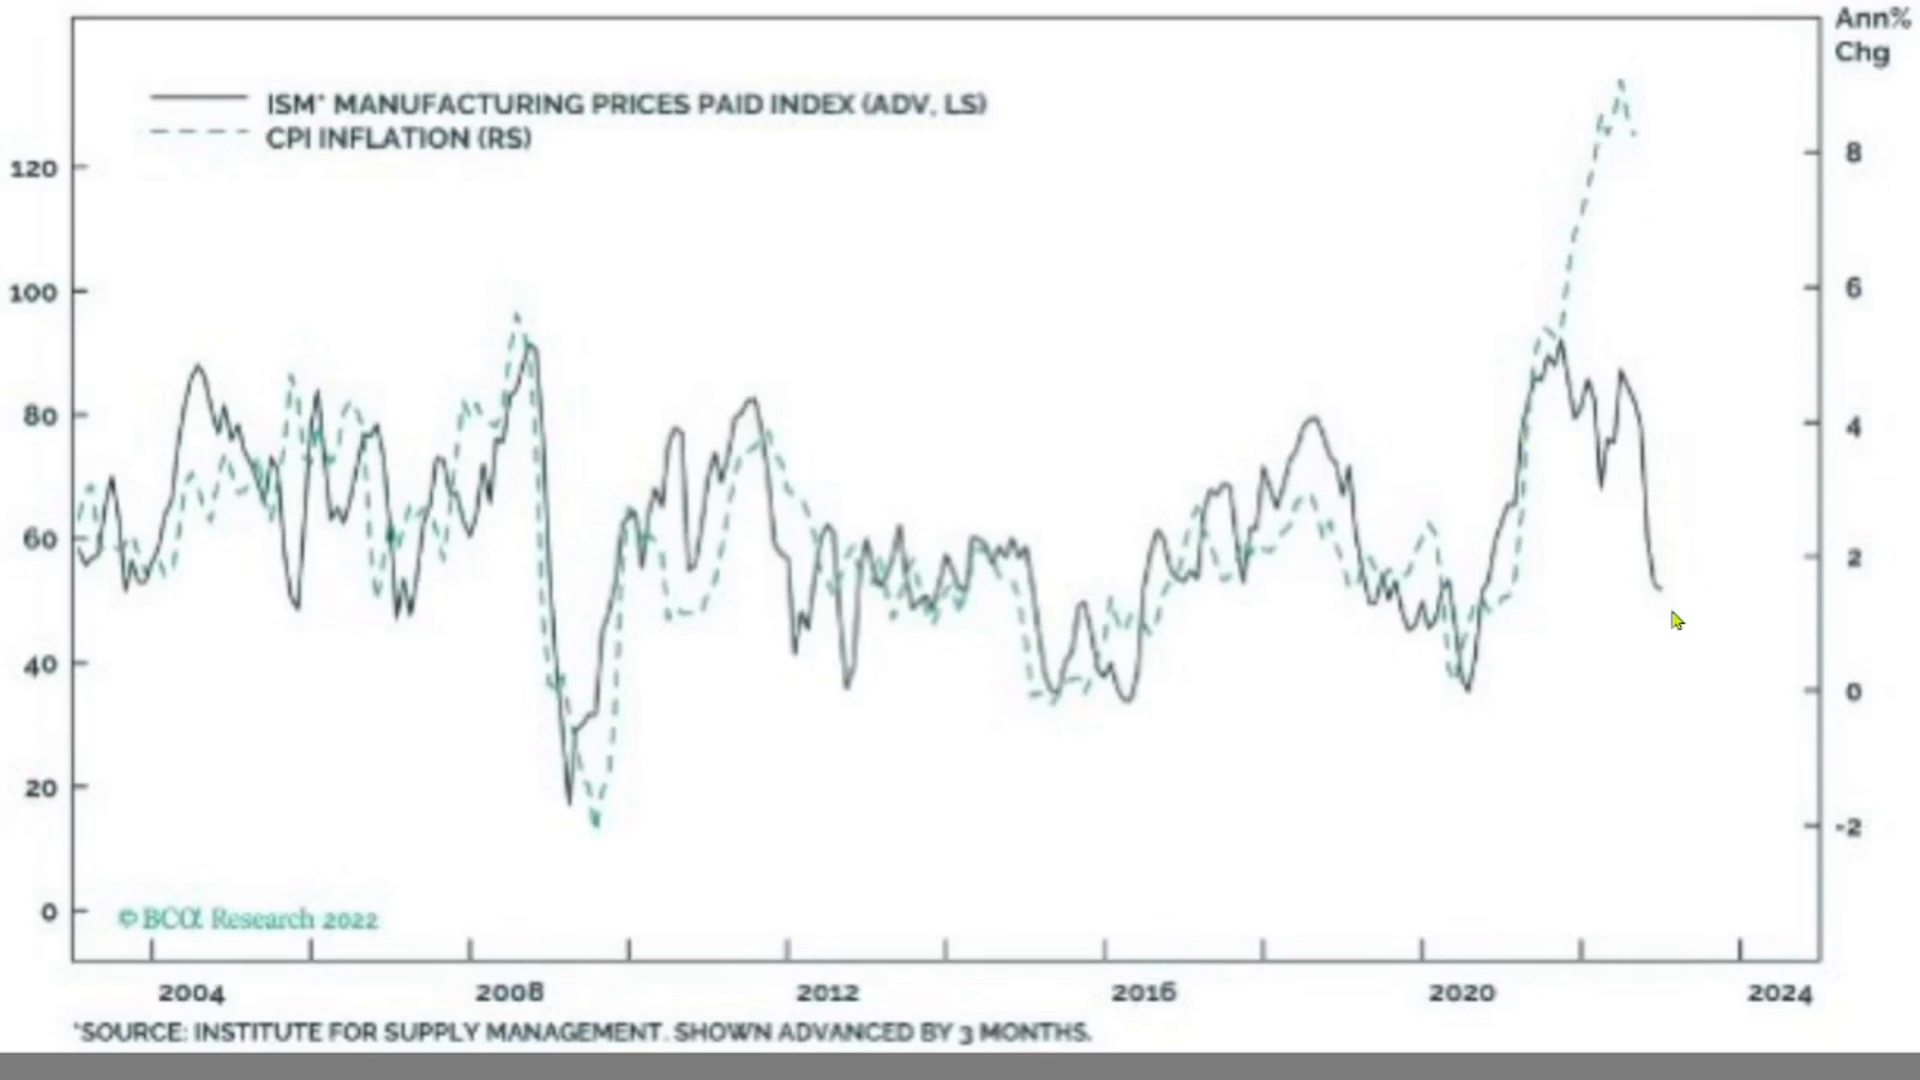 Ann%
Chg
ISM* MANUFACTURING PRICES PAID INDEX (ADV, LS)
CPI INFLATION (RS)
120
100
80
60
40
20
0
8
6
4
2
0
-2
© BCα Research 2022
2004 2008 2012 2016 2020 2024
*SOURCE: INSTITUTE FOR SUPPLY MANAGEMENT. SHOWN ADVANCED BY 3 MONTHS.